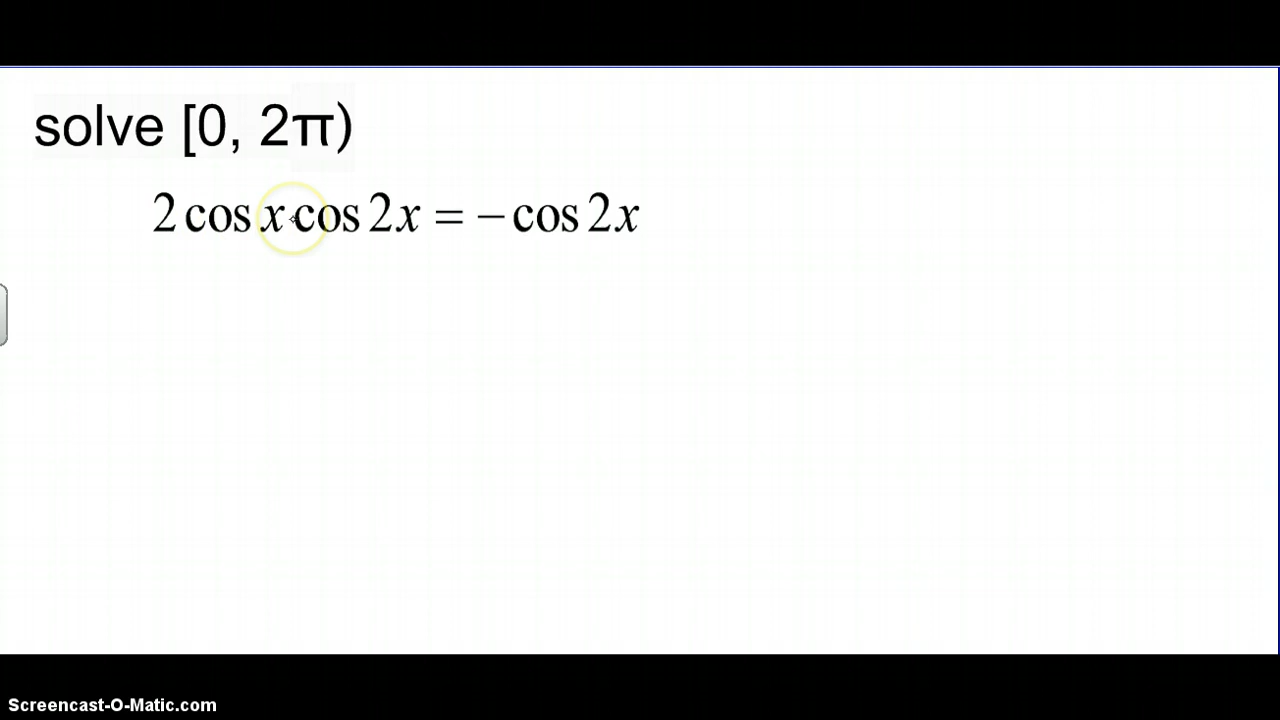 solve [0, 2π)
2 cos x cos 2x = − cos 2x
Screencast-O-Matic.com